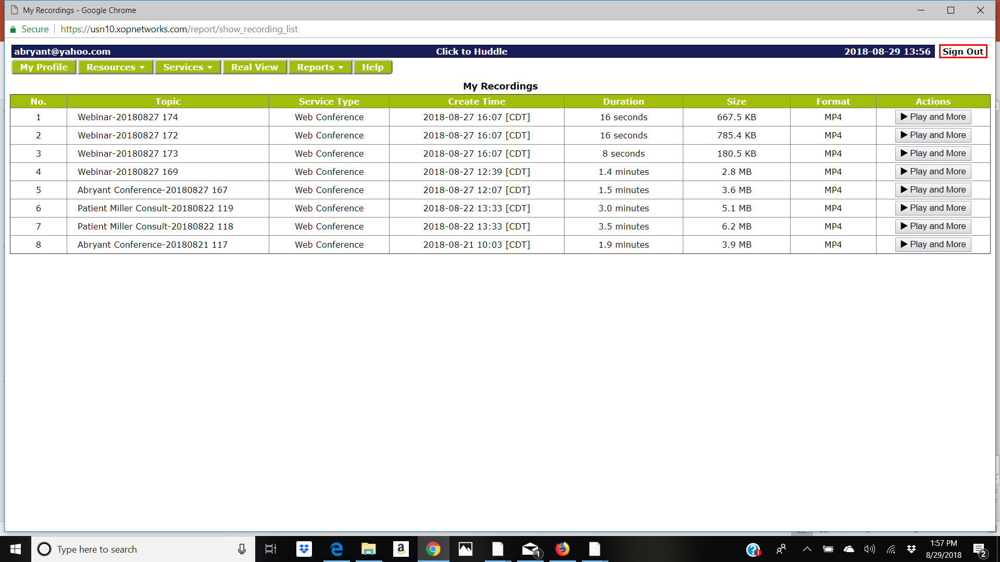 My Recordings - Google Chrome
Secure https://usn10.xopnetworks.com/report/show_recording_list
abryant@yahoo.com Click to Huddle 2018-08-29 13:56 Sign Out
My Profile Resources Services Real View Reports Help
My Recordings
No. Topic Service Type Create Time Duration Size Format Actions
1 Webinar-20180827 174 Web Conference 2018-08-27 16:07 [CDT] 16 seconds 667.5 KB MP4 Play and More
2 Webinar-20180827 172 Web Conference 2018-08-27 16:07 [CDT] 16 seconds 785.4 KB MP4 Play and More
3 Webinar-20180827 173 Web Conference 2018-08-27 16:07 [CDT] 8 seconds 180.5 KB MP4 Play and More
4 Webinar-20180827 169 Web Conference 2018-08-27 12:39 [CDT] 1.4 minutes 2.8 MB MP4 Play and More
5 Abryant Conference-20180827 167 Web Conference 2018-08-27 12:07 [CDT] 1.5 minutes 3.6 MB MP4 Play and More
6 Patient Miller Consult-20180822 119 Web Conference 2018-08-22 13:33 [CDT] 3.0 minutes 5.1 MB MP4 Play and More
7 Patient Miller Consult-20180822 118 Web Conference 2018-08-22 13:33 [CDT] 3.5 minutes 6.2 MB MP4 Play and More
8 Abryant Conference-20180821 117 Web Conference 2018-08-21 10:03 [CDT] 1.9 minutes 3.9 MB MP4 Play and More
Type here to search a 1 1:57 PM
8/29/2018 2